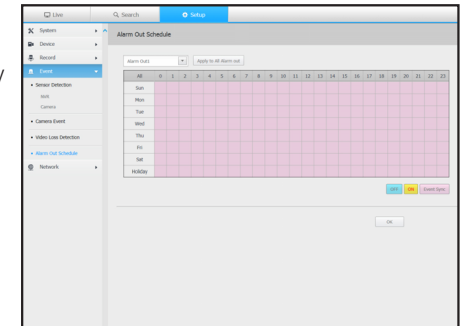 Live
Search
Setup
System
Device
Record
Event
Sensor Detection
NVR
Camera
Camera Event
Video Loss Detection
Alarm Out Schedule
Network
Alarm Out Schedule
Alarm Out1
Apply to All Alarm out
All 0 1 2 3 4 5 6 7 8 9 10 11 12 13 14 15 16 17 18 19 20 21 22 23
Sun
Mon
Tue
Wed
Thu
Fri
Sat
Holiday
OFF ON Event Sync
OK